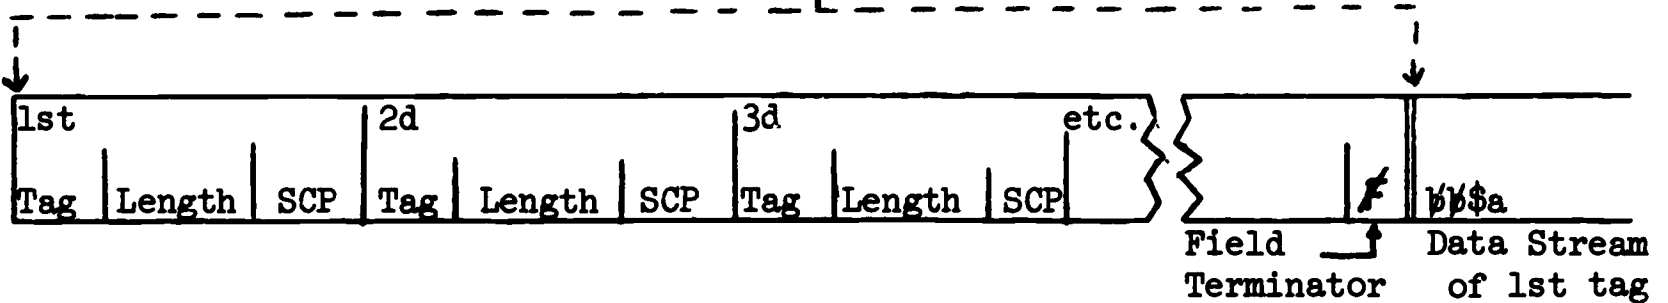 1st 2d 3d etc.
Tag Length SCP Tag Length SCP Tag Length SCP F̸ b̸b̸$a
Field Data Stream
Terminator of 1st tag